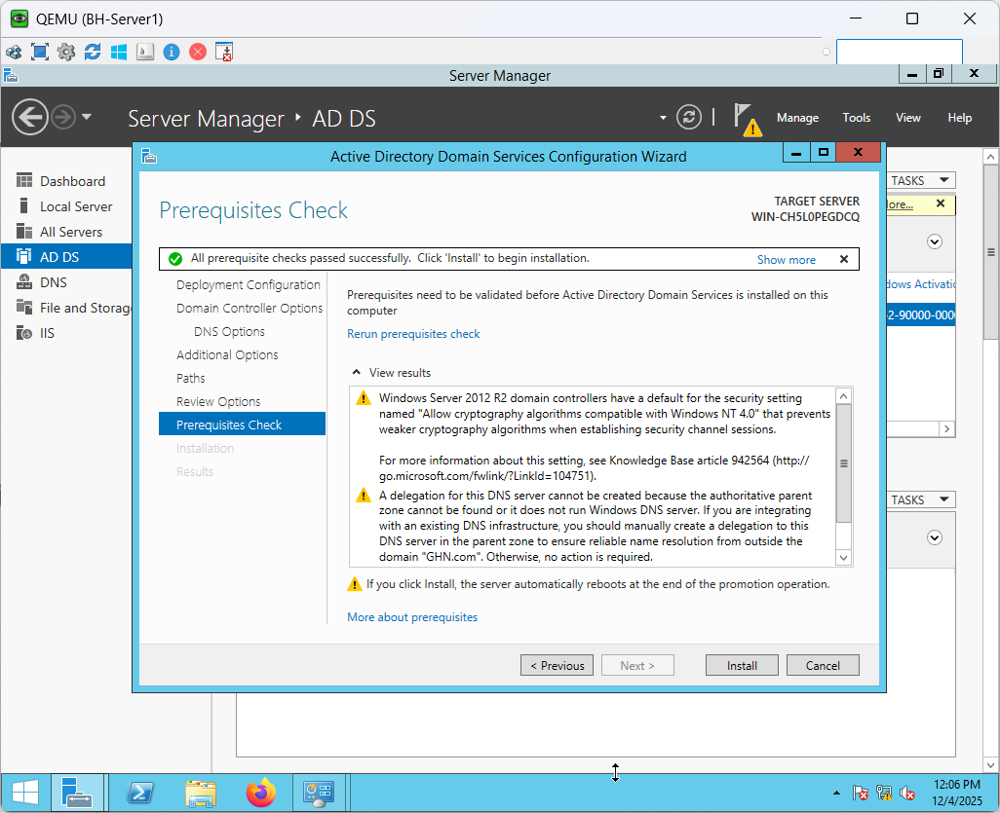 QEMU (BH-Server1)
Server Manager
Server Manager • AD DS
Manage Tools View Help
Dashboard
Local Server
All Servers
AD DS
DNS
File and Storag
IIS
TASKS
ore...
dows Activatio
2-90000-0000
TASKS
Active Directory Domain Services Configuration Wizard
Prerequisites Check
TARGET SERVER
WIN-CH5L0PEGDCQ
All prerequisite checks passed successfully. Click 'Install' to begin installation.
Show more
Deployment Configuration
Domain Controller Options
DNS Options
Additional Options
Paths
Review Options
Prerequisites Check
Installation
Results
Prerequisites need to be validated before Active Directory Domain Services is installed on this
computer
Rerun prerequisites check
View results
Windows Server 2012 R2 domain controllers have a default for the security setting
named "Allow cryptography algorithms compatible with Windows NT 4.0" that prevents
weaker cryptography algorithms when establishing security channel sessions.
For more information about this setting, see Knowledge Base article 942564 (http://
go.microsoft.com/fwlink/?LinkId=104751).
A delegation for this DNS server cannot be created because the authoritative parent
zone cannot be found or it does not run Windows DNS server. If you are integrating
with an existing DNS infrastructure, you should manually create a delegation to this
DNS server in the parent zone to ensure reliable name resolution from outside the
domain "GHN.com". Otherwise, no action is required.
If you click Install, the server automatically reboots at the end of the promotion operation.
More about prerequisites
< Previous
Next >
Install
Cancel
12:06 PM
12/4/2025